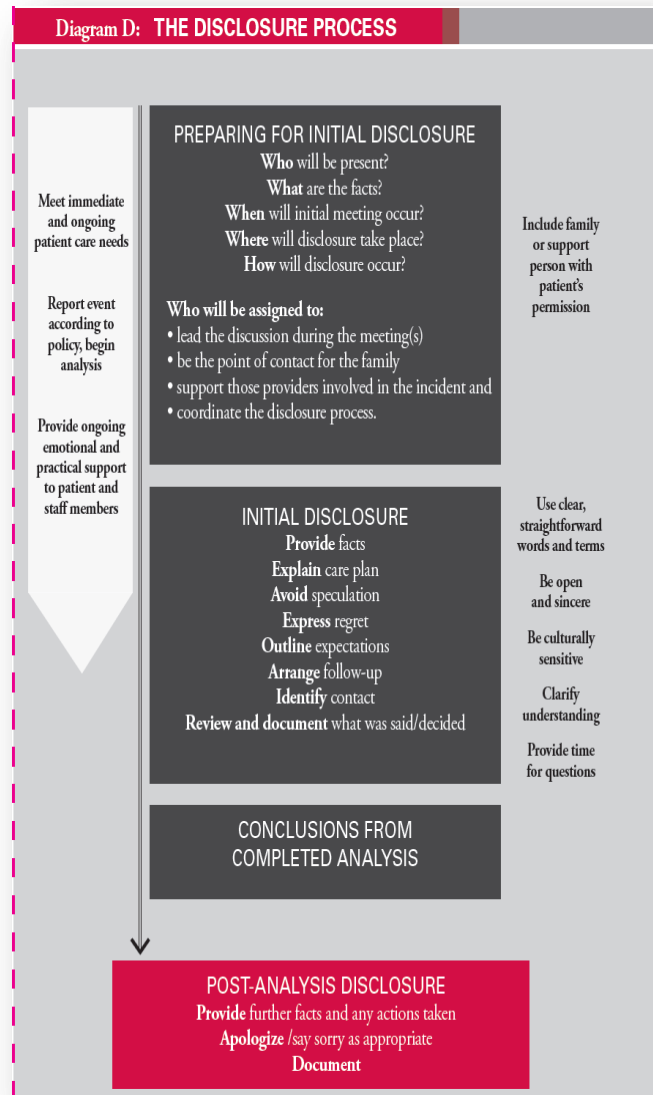 Diagram D: THE DISCLOSURE PROCESS
Meet immediate
and ongoing
patient care needs
Report event
according to
policy, begin
analysis
Provide ongoing
emotional and
practical support
to patient and
staff members
PREPARING FOR INITIAL DISCLOSURE
Who will be present?
What are the facts?
When will initial meeting occur?
Where will disclosure take place?
How will disclosure occur?
Who will be assigned to:
• lead the discussion during the meeting(s)
• be the point of contact for the family
• support those providers involved in the incident and
• coordinate the disclosure process.
Include family
or support
person with
patient's
permission
INITIAL DISCLOSURE
Provide facts
Explain care plan
Avoid speculation
Express regret
Outline expectations
Arrange follow-up
Identify contact
Review and document what was said/decided
Use clear,
straightforward
words and terms
Be open
and sincere
Be culturally
sensitive
Clarify
understanding
Provide time
for questions
CONCLUSIONS FROM
COMPLETED ANALYSIS
POST-ANALYSIS DISCLOSURE
Provide further facts and any actions taken
Apologize /say sorry as appropriate
Document